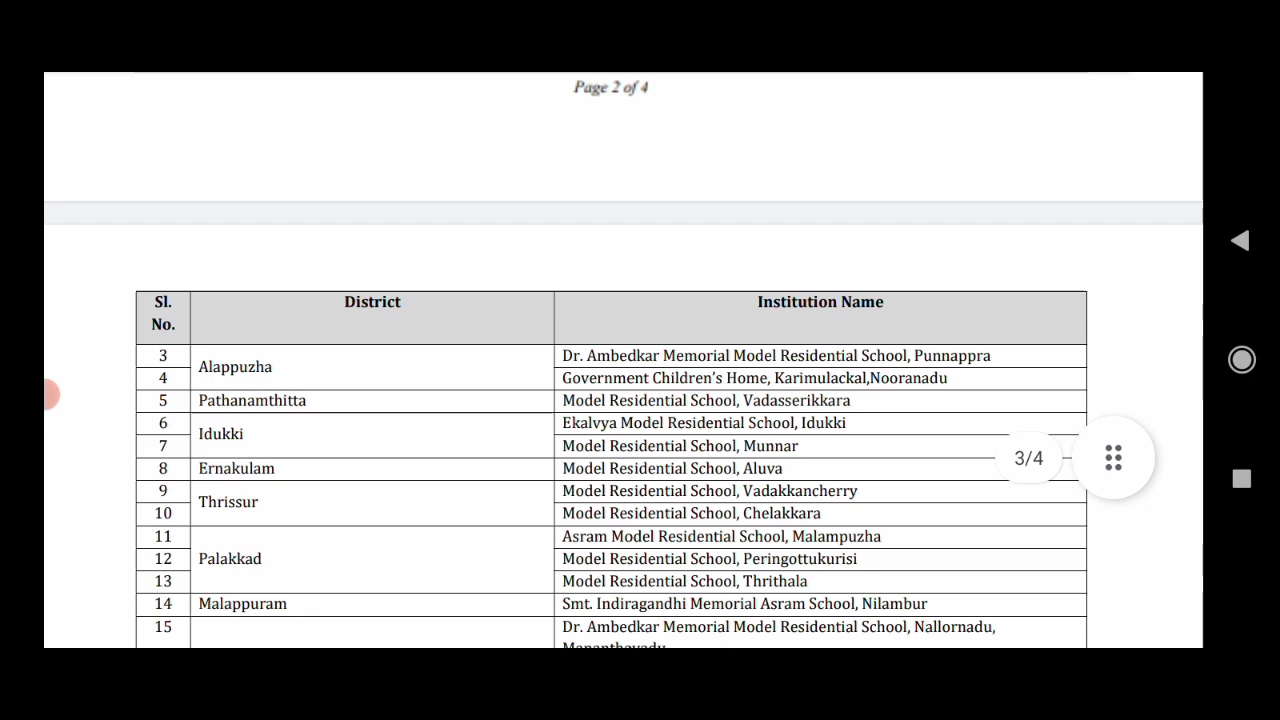 Page 2 of 4
Sl. No. District Institution Name
3 Alappuzha Dr. Ambedkar Memorial Model Residential School, Punnappra
4 Government Children’s Home, Karimulackal,Nooranadu
5 Pathanamthitta Model Residential School, Vadasserikkara
6 Idukki Ekalvya Model Residential School, Idukki
7 Model Residential School, Munnar
8 Ernakulam Model Residential School, Aluva
9 Thrissur Model Residential School, Vadakkancherry
10 Model Residential School, Chelakkara
11 Palakkad Asram Model Residential School, Malampuzha
12 Model Residential School, Peringottukurisi
13 Model Residential School, Thrithala
14 Malappuram Smt. Indiragandhi Memorial Asram School, Nilambur
15 Dr. Ambedkar Memorial Model Residential School, Nallornadu,
3/4